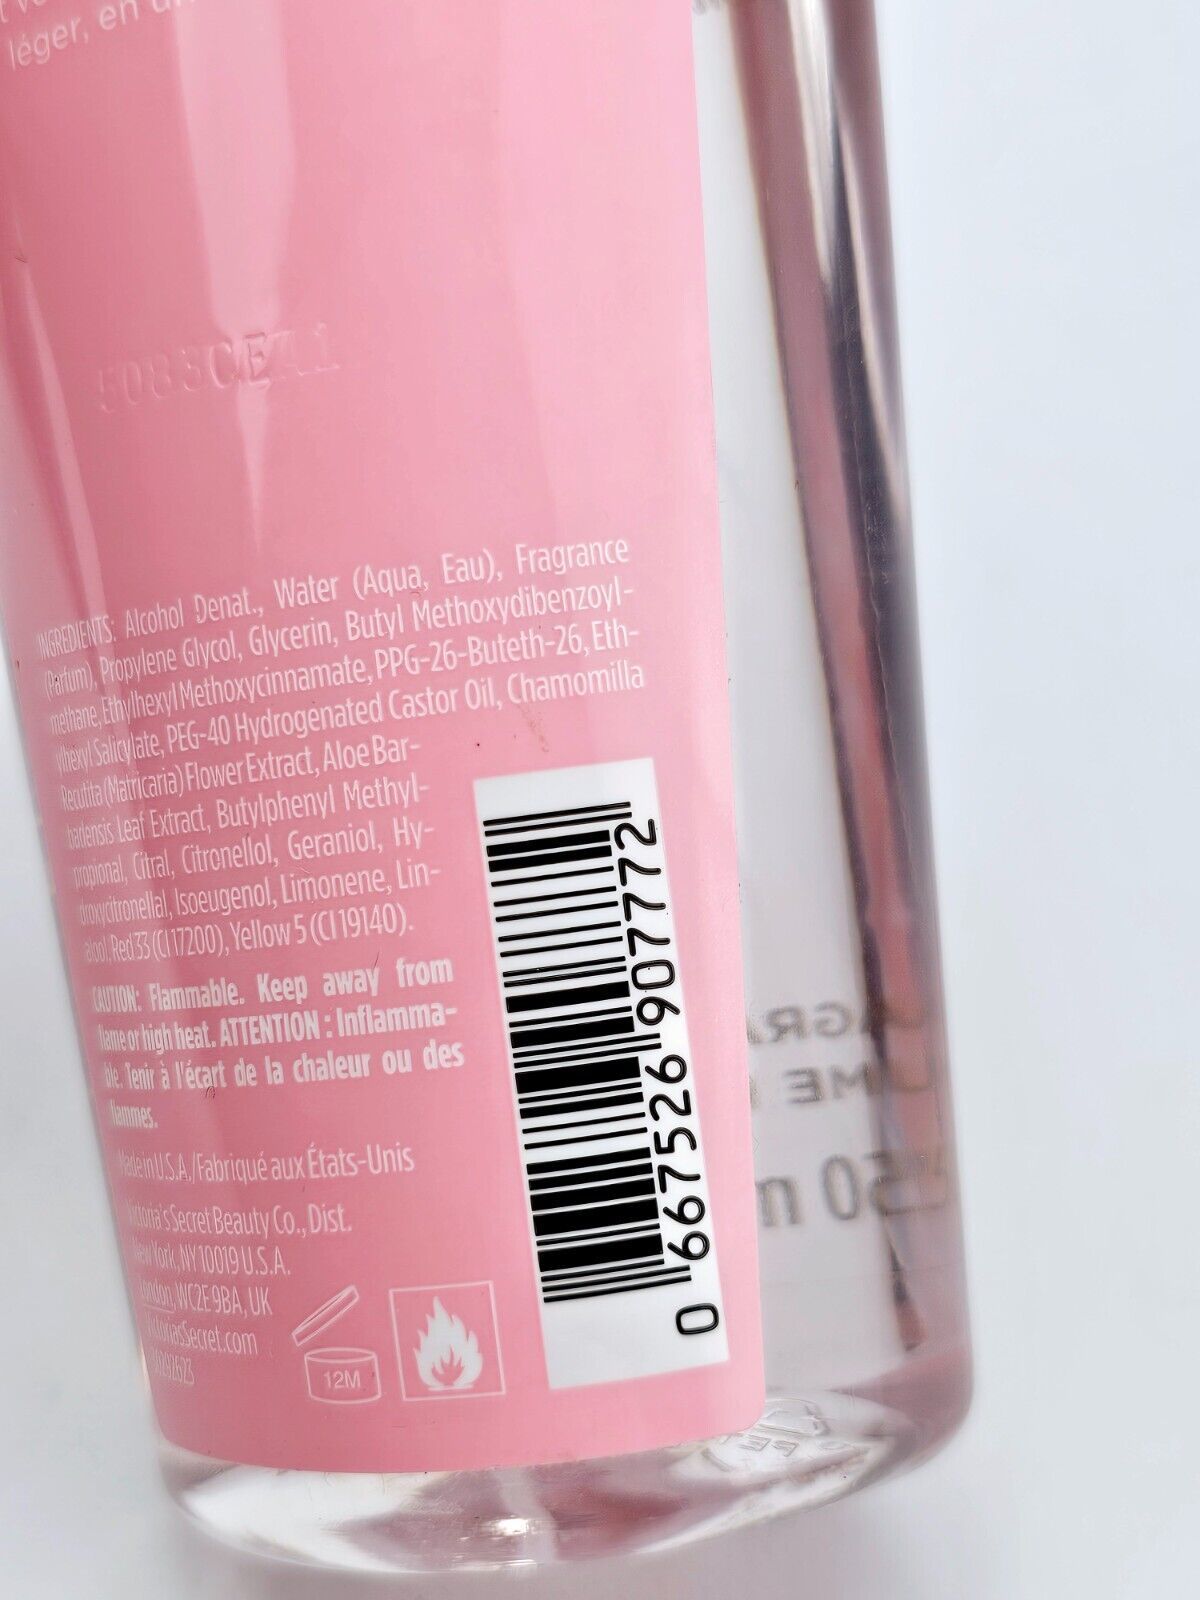 léger, en un
5083CEA1
INGREDIENTS: Alcohol Denat., Water (Aqua, Eau), Fragrance
(Parfum), Propylene Glycol, Glycerin, Butyl Methoxydibenzoyl-
methane, Ethylhexyl Methoxycinnamate, PPG-26-Buteth-26, Eth-
ylhexyl Salicylate, PEG-40 Hydrogenated Castor Oil, Chamomilla
Recutita (Matricaria) Flower Extract, Aloe Bar-
badensis Leaf Extract, Butylphenyl Methyl-
propional, Citral, Citronellol, Geraniol, Hy-
droxycitronellal, Isoeugenol, Limonene, Lin-
alool, Red 33 (CI 17200), Yellow 5 (CI 19140).
CAUTION: Flammable. Keep away from
flame or high heat. ATTENTION : Inflamma-
ble. Tenir à l'écart de la chaleur ou des
flammes.
Made in U.S.A./Fabriqué aux États-Unis
Victoria's Secret Beauty Co., Dist.
New York, NY 10019 U.S.A.
London, WC2E 9BA, UK
VictoriasSecret.com
12M
0 667526 907772